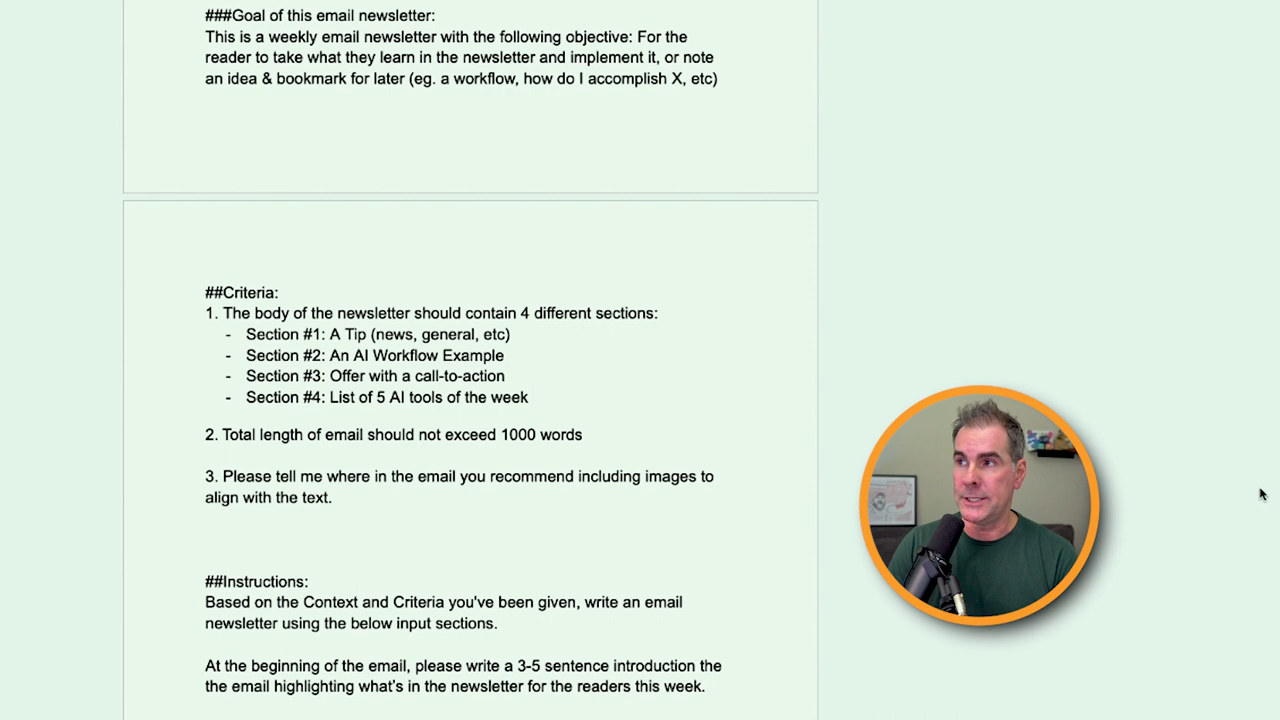 ###Goal of this email newsletter:
This is a weekly email newsletter with the following objective: For the
reader to take what they learn in the newsletter and implement it, or note
an idea & bookmark for later (eg. a workflow, how do I accomplish X, etc)
##Criteria:
1. The body of the newsletter should contain 4 different sections:
- Section #1: A Tip (news, general, etc)
- Section #2: An AI Workflow Example
- Section #3: Offer with a call-to-action
- Section #4: List of 5 AI tools of the week
2. Total length of email should not exceed 1000 words
3. Please tell me where in the email you recommend including images to
align with the text.
##Instructions:
Based on the Context and Criteria you've been given, write an email
newsletter using the below input sections.
At the beginning of the email, please write a 3-5 sentence introduction the
the email highlighting what's in the newsletter for the readers this week.